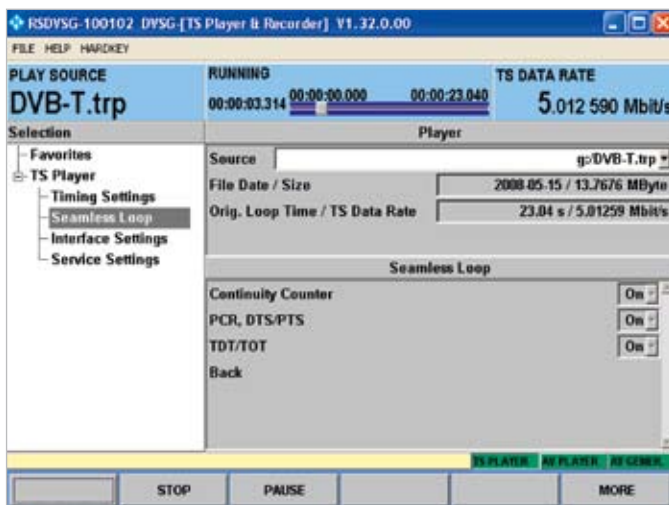 RSDVSG-100102 DVSG-[TS Player & Recorder] V1.32.0.00
FILE HELP HARDKEY
PLAY SOURCE
DVB-T.trp
RUNNING
00:00:03.314 00:00:00.000 00:00:23.040
TS DATA RATE
5.012 590 Mbit/s
Selection
Favorites
TS Player
Timing Settings
Seamless Loop
Interface Settings
Service Settings
Player
Source g:/DVB-T.trp
File Date / Size 2008-05-15 / 13.7676 MByte
Orig. Loop Time / TS Data Rate 23.04 s / 5.01259 Mbit/s
Seamless Loop
Continuity Counter On
PCR, DTS/PTS On
TDT/TOT On
Back
TS PLAYER AV PLAYER RF GENER.
STOP PAUSE MORE